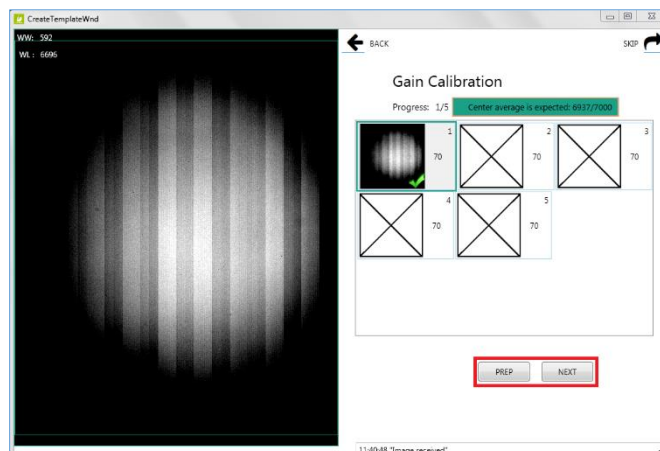 CreateTemplateWnd
WW: 592
WL: 6696
BACK
SKIP
Gain Calibration
Progress: 1/5 Center average is expected: 6937/7000
1
70
2
70
3
70
4
70
5
70
PREP NEXT
11:40:48 "Image received"